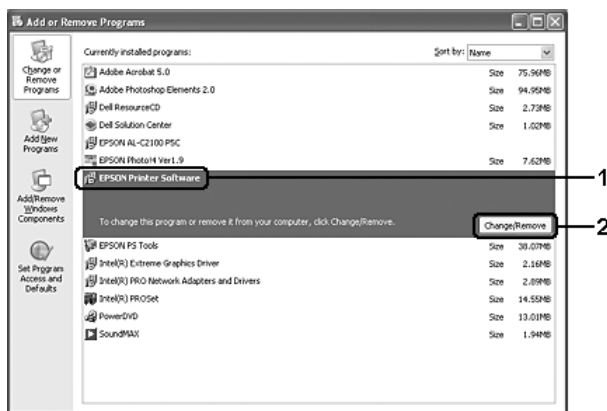 Add or Remove Programs
Change or
Remove
Programs
Add New
Programs
Add/Remove
Windows
Components
Set Program
Access and
Defaults
Currently installed programs:
Sort by: Name
Adobe Acrobat 5.0 Size 75.96MB
Adobe Photoshop Elements 2.0 Size 94.95MB
Dell ResourceCD Size 2.73MB
Dell Solution Center Size 1.02MB
EPSON AL-C2100 PSC
EPSON Photo!4 Ver1.9 Size 7.62MB
EPSON Printer Software 1
To change this program or remove it from your computer, click Change/Remove. Change/Remove 2
EPSON PS Tools Size 38.07MB
Intel(R) Extreme Graphics Driver Size 2.16MB
Intel(R) PRO Network Adapters and Drivers Size 2.89MB
Intel(R) PROSet Size 14.55MB
PowerDVD Size 13.01MB
SoundMAX Size 1.94MB